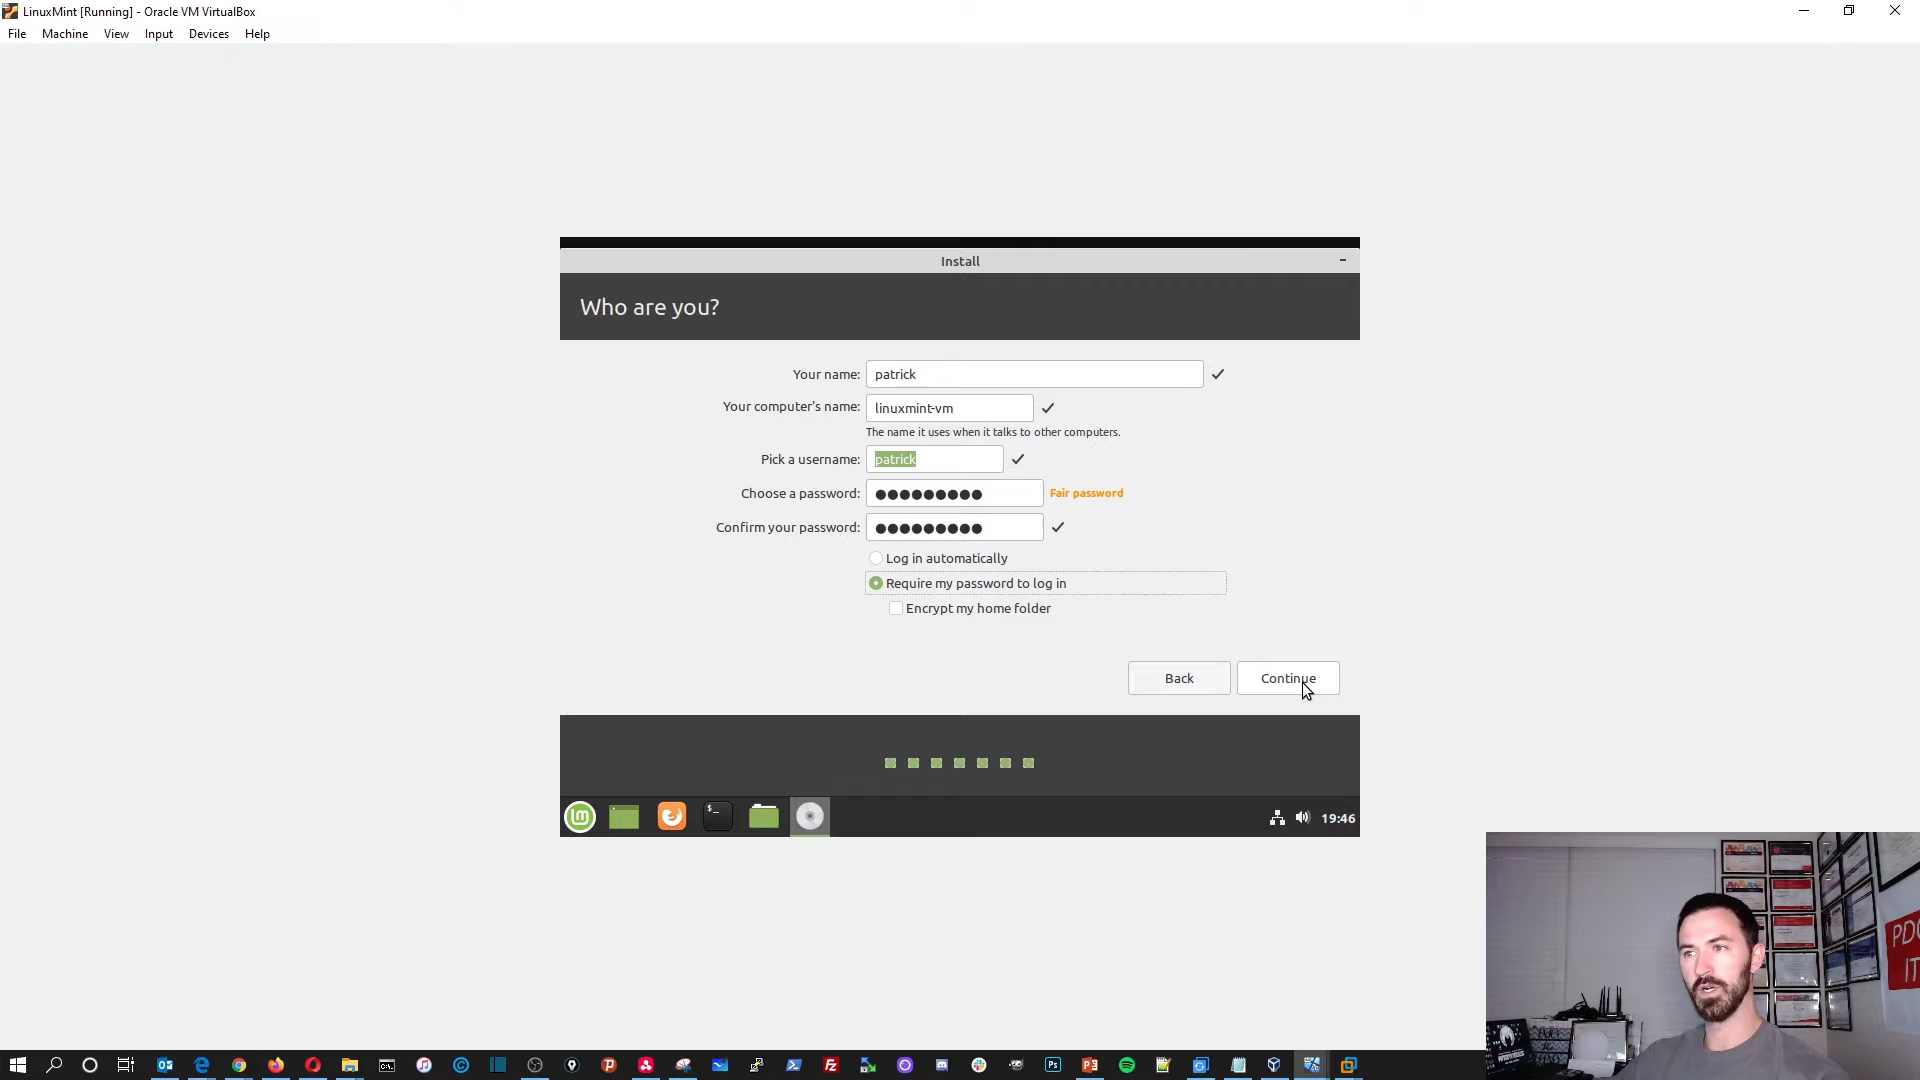 LinuxMint [Running] - Oracle VM VirtualBox
File Machine View Input Devices Help
Install
Who are you?
Your name: patrick
Your computer's name: linuxmint-vm
The name it uses when it talks to other computers.
Pick a username: patrick
Choose a password: ●●●●●●●●● Fair password
Confirm your password: ●●●●●●●●●
Log in automatically
Require my password to log in
Encrypt my home folder
Back Continue
19:46